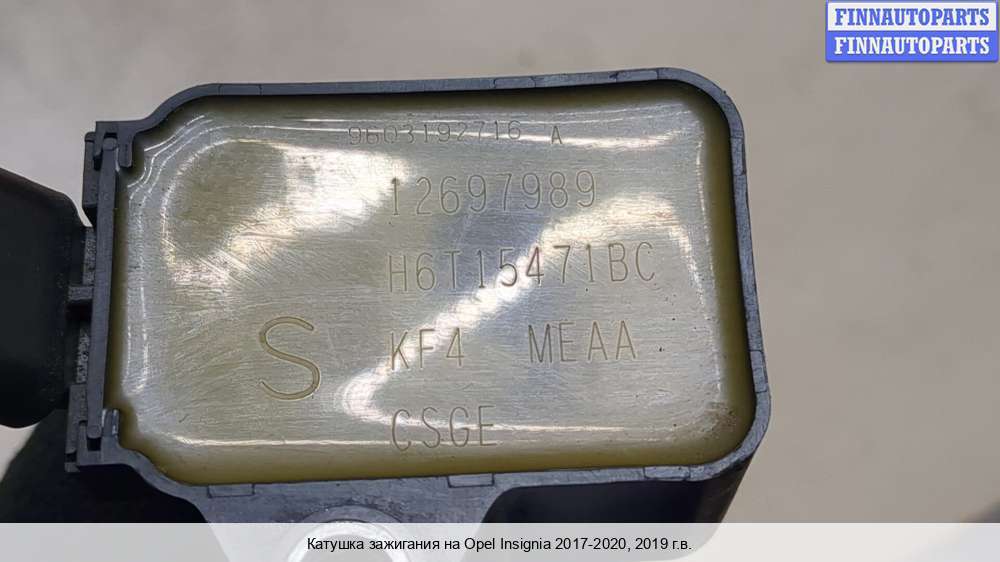 FINNAUTOPARTS
FINNAUTOPARTS
9603192716 A
12697989
H6T15471BC
S KF4 MEAA
CSGE
Катушка зажигания на Opel Insignia 2017-2020, 2019 г.в.